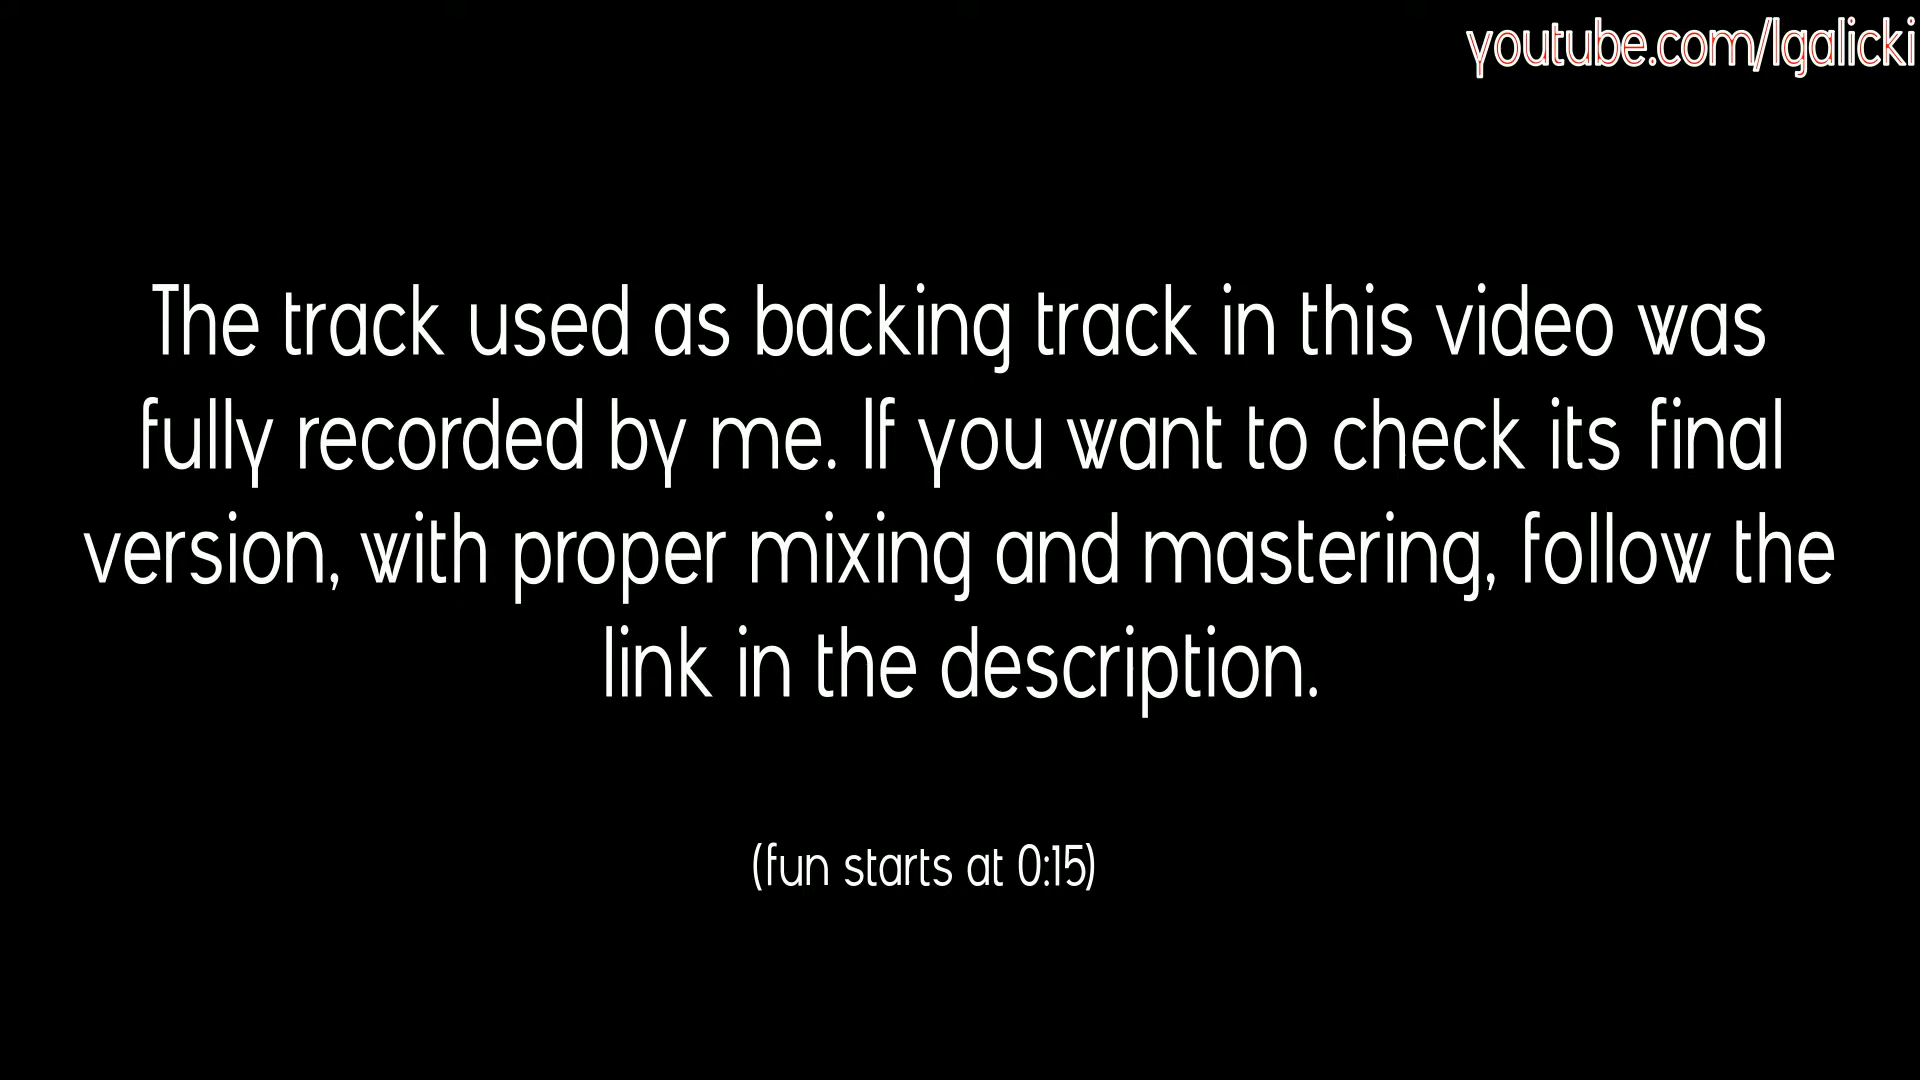 youtube.com/lgalicki
The track used as backing track in this video was
fully recorded by me. If you want to check its final
version, with proper mixing and mastering, follow the
link in the description.
(fun starts at 0:15)